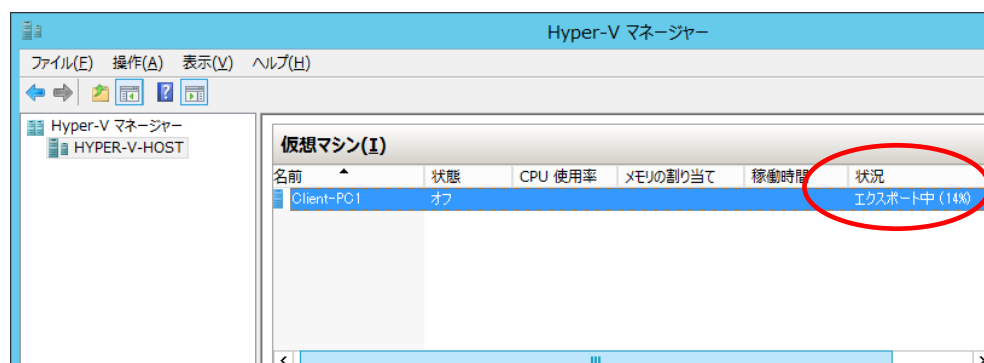 Hyper-V マネージャー
ファイル(F) 操作(A) 表示(V) ヘルプ(H)
Hyper-V マネージャー
HYPER-V-HOST
仮想マシン(I)
名前 状態 CPU 使用率 メモリの割り当て 稼働時間 状況
Client-PC1 オフ エクスポート中 (14%)